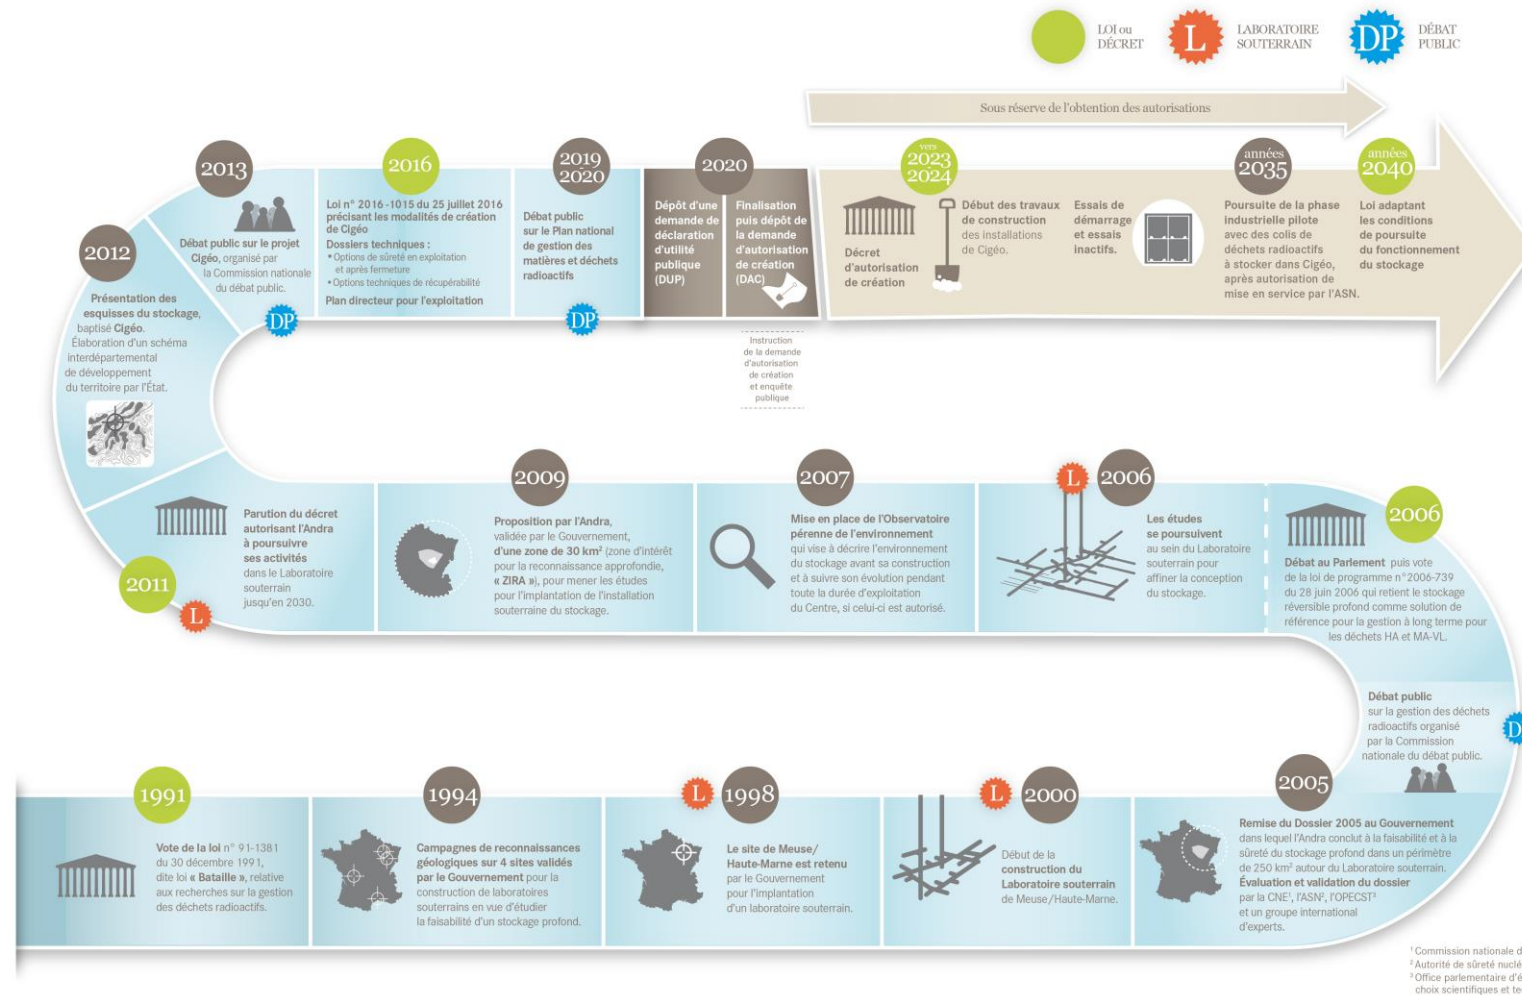 LOI ou
DÉCRET
L
LABORATOIRE
SOUTERRAIN
DP
DÉBAT
PUBLIC
Sous réserve de l'obtention des autorisations
2013
Débat public sur le projet
Cigéo, organisé par
la Commission nationale
du débat public.
DP
2016
Loi n° 2016 -1015 du 25 juillet 2016
précisant les modalités de création
de Cigéo
Dossiers techniques :
• Options de sûreté en exploitation
et après fermeture
• Options techniques de récupérabilité
Plan directeur pour l'exploitation
2019
2020
Débat public
sur le Plan national
de gestion des
matières et déchets
radioactifs
DP
2020
Dépôt d'une
demande de
déclaration
d'utilité
publique
(DUP)
Finalisation
puis dépôt de
la demande
d'autorisation
de création
(DAC)
Instruction
de la demande
d'autorisation
de création
et enquête
publique
vers
2023
2024
Décret
d'autorisation
de création
Début des travaux
de construction
des installations
de Cigéo.
Essais de
démarrage
et essais
inactifs.
années
2035
Poursuite de la phase
industrielle pilote
avec des colis de
déchets radioactifs
à stocker dans Cigéo,
après autorisation de
mise en service par l'ASN.
années
2040
Loi adaptant
les conditions
de poursuite
du fonctionnement
du stockage
2012
Présentation des
esquisses du stockage,
baptisé Cigéo.
Élaboration d'un schéma
interdépartemental
de développement
du territoire par l'État.
2011
L
Parution du décret
autorisant l'Andra
à poursuivre
ses activités
dans le Laboratoire
souterrain
jusqu'en 2030.
2009
Proposition par l'Andra,
validée par le Gouvernement,
d'une zone de 30 km² (zone d'intérêt
pour la reconnaissance approfondie,
« ZIRA »), pour mener les études
pour l'implantation de l'installation
souterraine du stockage.
2007
Mise en place de l'Observatoire
pérenne de l'environnement
qui vise à décrire l'environnement
du stockage avant sa construction
et à suivre son évolution pendant
toute la durée d'exploitation
du Centre, si celui-ci est autorisé.
L
2006
Les études
se poursuivent
au sein du Laboratoire
souterrain pour
affiner la conception
du stockage.
2006
Débat au Parlement puis vote
de la loi de programme n°2006-739
du 28 juin 2006 qui retient le stockage
réversible profond comme solution de
référence pour la gestion à long terme pour
les déchets HA et MA-VL.
Débat public
sur la gestion des déchets
radioactifs organisé
par la Commission
nationale du débat public.
D
1991
Vote de la loi n° 91-1381
du 30 décembre 1991,
dite loi « Bataille », relative
aux recherches sur la gestion
des déchets radioactifs.
1994
Campagnes de reconnaissances
géologiques sur 4 sites validés
par le Gouvernement pour la
construction de laboratoires
souterrains en vue d'étudier
la faisabilité d'un stockage profond.
L
1998
Le site de Meuse/
Haute-Marne est retenu
par le Gouvernement
pour l'implantation
d'un laboratoire souterrain.
L
2000
Début de la
construction du
Laboratoire souterrain
de Meuse/Haute-Marne.
2005
Remise du Dossier 2005 au Gouvernement
dans lequel l'Andra conclut à la faisabilité et à la
sûreté du stockage profond dans un périmètre
de 250 km² autour du Laboratoire souterrain.
Évaluation et validation du dossier
par la CNE¹, l'ASN², l'OPECST³
et un groupe international
d'experts.
¹ Commission nationale d
² Autorité de sûreté nuclé
³ Office parlementaire d'é
choix scientifiques et te